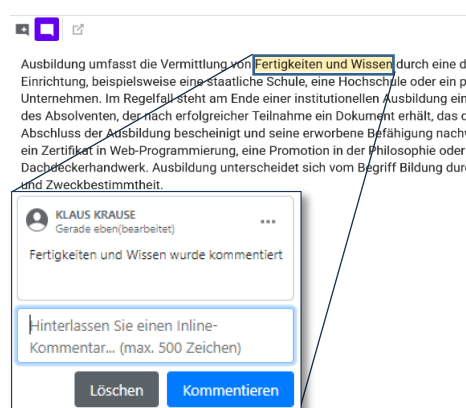 Ausbildung umfasst die Vermittlung von Fertigkeiten und Wissen durch eine d
Einrichtung, beispielsweise eine staatliche Schule, eine Hochschule oder ein p
Unternehmen. Im Regelfall steht am Ende einer institutionellen Ausbildung ein
des Absolventen, der nach erfolgreicher Teilnahme ein Dokument erhält, das
Abschluss der Ausbildung bescheinigt und seine erworbene Befähigung nachw
ein Zertifikat in Web-Programmierung, eine Promotion in der Philosophie oder
Dachdeckerhandwerk. Ausbildung unterscheidet sich vom Begriff Bildung dur
und Zweckbestimmtheit.
KLAUS KRAUSE
Gerade eben(bearbeitet)
Fertigkeiten und Wissen wurde kommentiert
Hinterlassen Sie einen Inline-
Kommentar... (max. 500 Zeichen)
Löschen Kommentieren